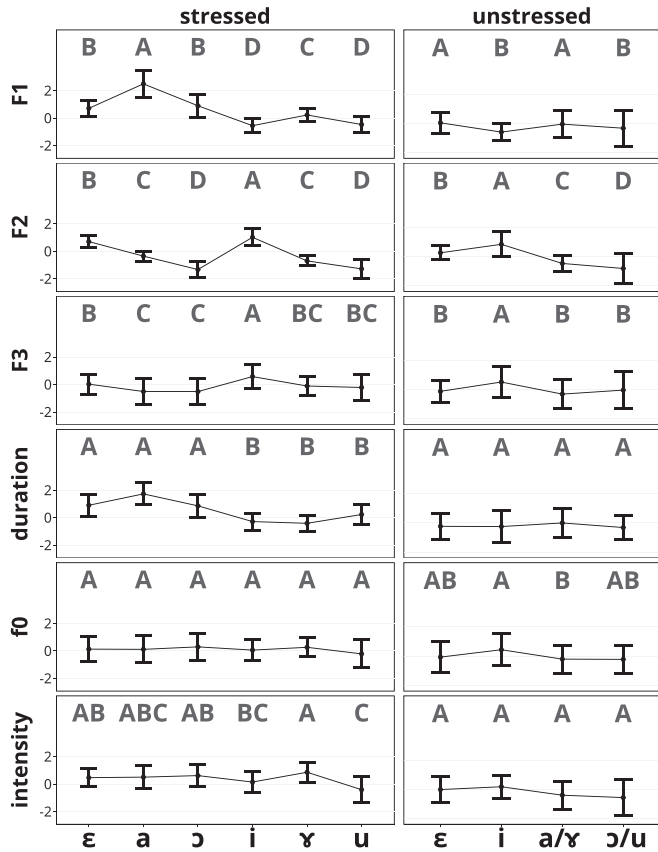 stressed unstressed
F1 B A B D C D A B A B
2
0
-2
F2 B C D A C D B A C D
2
0
-2
F3 B C C A BC BC B A B B
2
0
-2
duration A A A B B B A A A A
2
0
-2
f0 A A A A A A AB A B AB
2
0
-2
intensity AB ABC AB BC A C A A A A
2
0
-2
ɛ a ɔ i ɤ u ɛ i a/ɤ ɔ/u